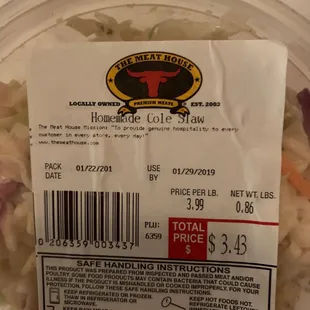 THE MEAT HOUSE
LOCALLY OWNED
PREMIUM MEATS
EST. 2003
Homemade Cole Slaw
The Meat House Mission: "To provide genuine hospitality to every
customer in every store, every day!"
www.themeathouse.com
PACK DATE 01/22/201
USE BY 01/29/2019
PRICE PER LB. NET WT. LBS.
3.99 0.86
PLU: 6359
TOTAL PRICE $ $ 3.43
0 206359 003437
SAFE HANDLING INSTRUCTIONS
THIS PRODUCT WAS PREPARED FROM INSPECTED AND PASSED MEAT AND/OR
POULTRY. SOME FOOD PRODUCTS MAY CONTAIN BACTERIA THAT COULD CAUSE
ILLNESS IF THE PRODUCT IS MISHANDLED OR COOKED IMPROPERLY. FOR YOUR
PROTECTION, FOLLOW THESE SAFE HANDLING INSTRUCTIONS.
KEEP REFRIGERATED OR FROZEN.
THAW IN REFRIGERATOR OR
MICROWAVE.
KEEP HOT FOODS HOT.
REFRIGERATE LEFTOVERS